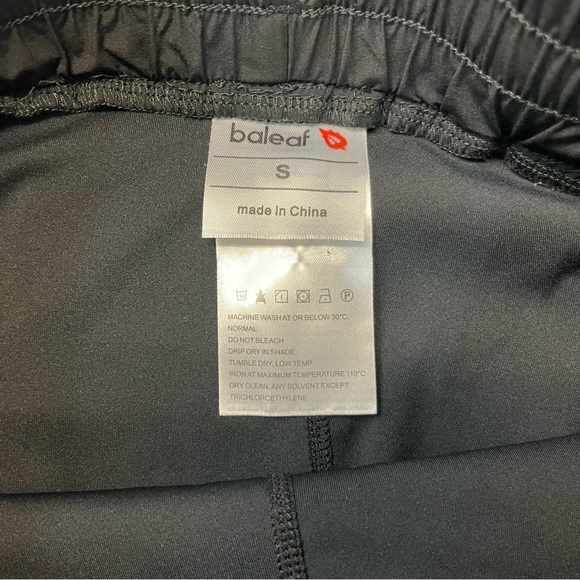 baleaf
S
made in China
MACHINE WASH AT OR BELOW 30°C,
NORMAL
DO NOT BLEACH
DRIP DRY IN SHADE
TUMBLE DRY, LOW TEMP
IRON AT MAXIMUM TEMPERATURE 110°C
DRY CLEAN, ANY SOLVENT EXCEPT
TRICHLOROETHYLENE